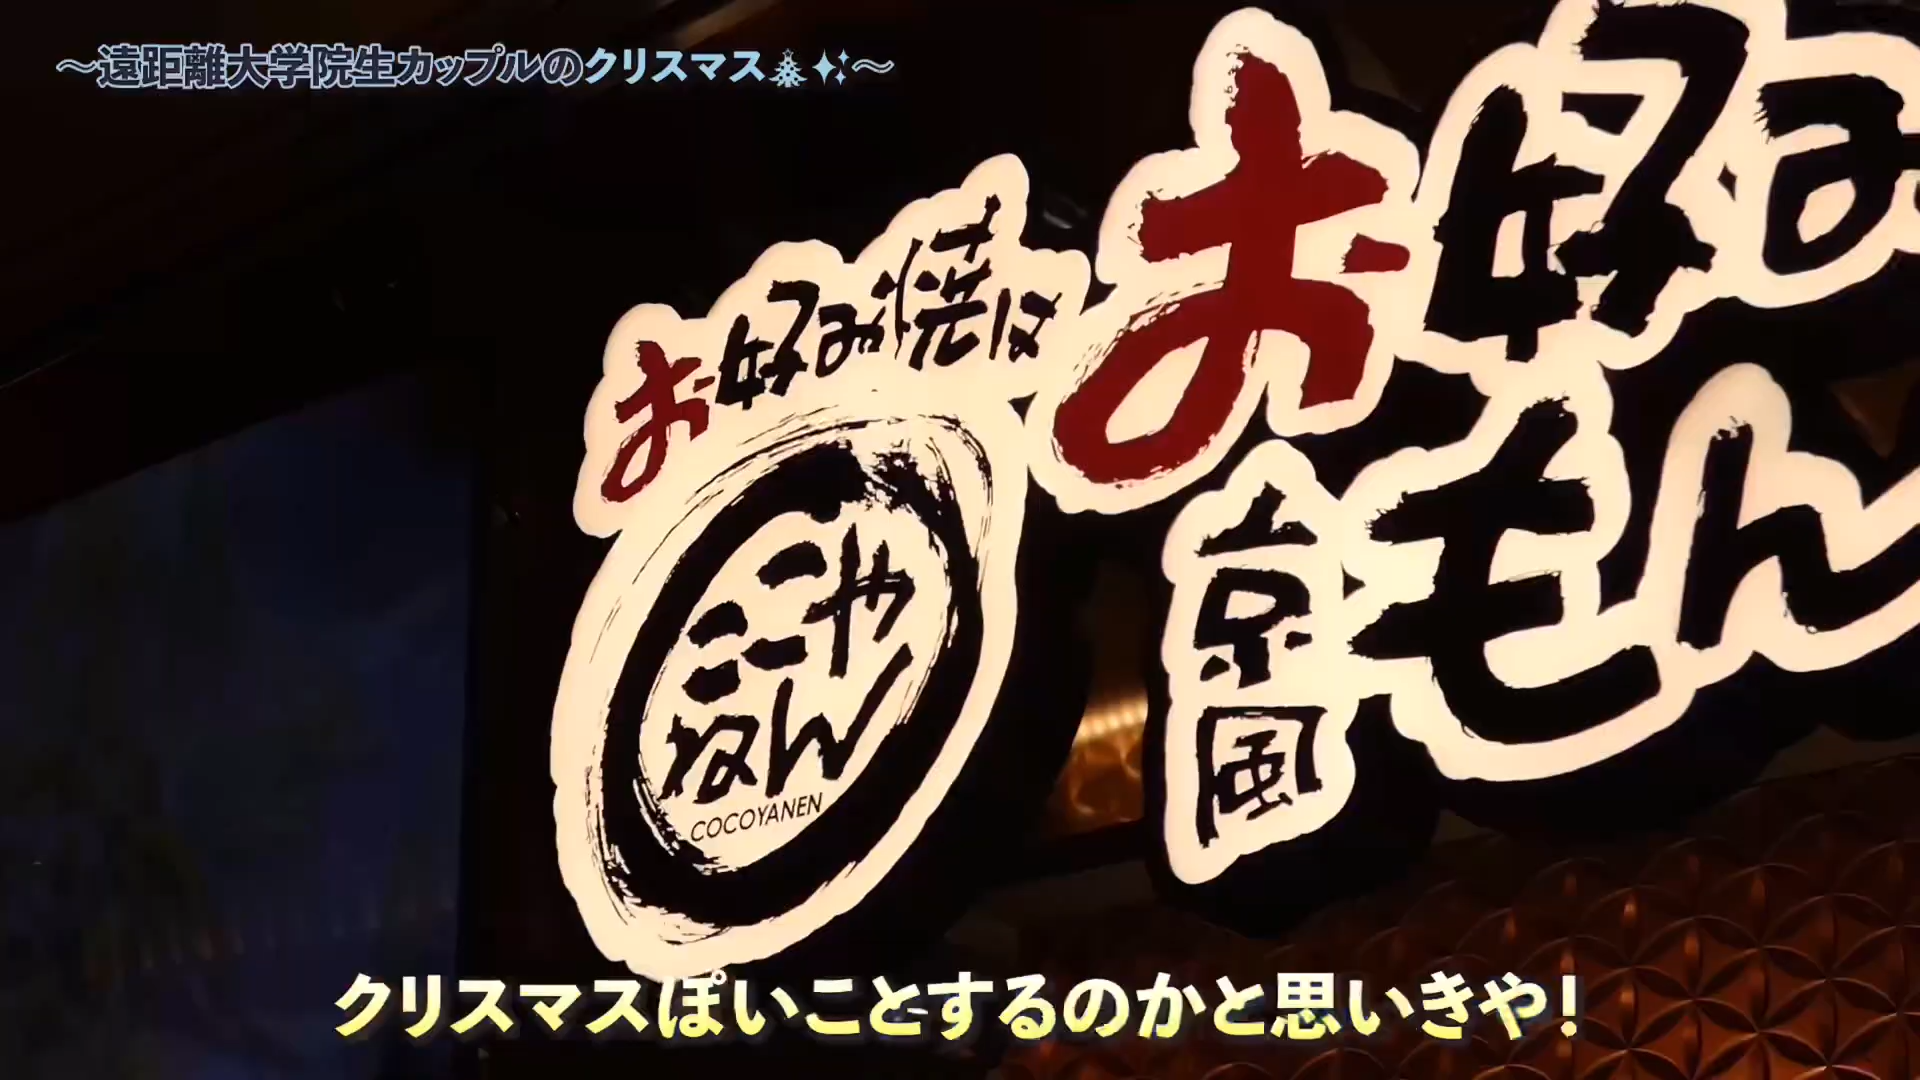 ～遠距離大学院生カップルのクリスマス🎄✨～
お好み焼は
ここや
ねん
COCOYANEN
お好み
京風
もん
クリスマスぽいことするのかと思いきや！